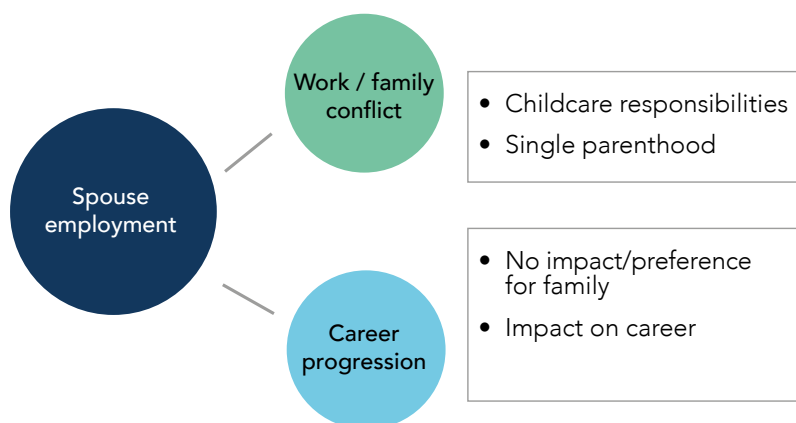 Work / family
conflict
• Childcare responsibilities
• Single parenthood
Spouse
employment
• No impact/preference
for family
• Impact on career
Career
progression